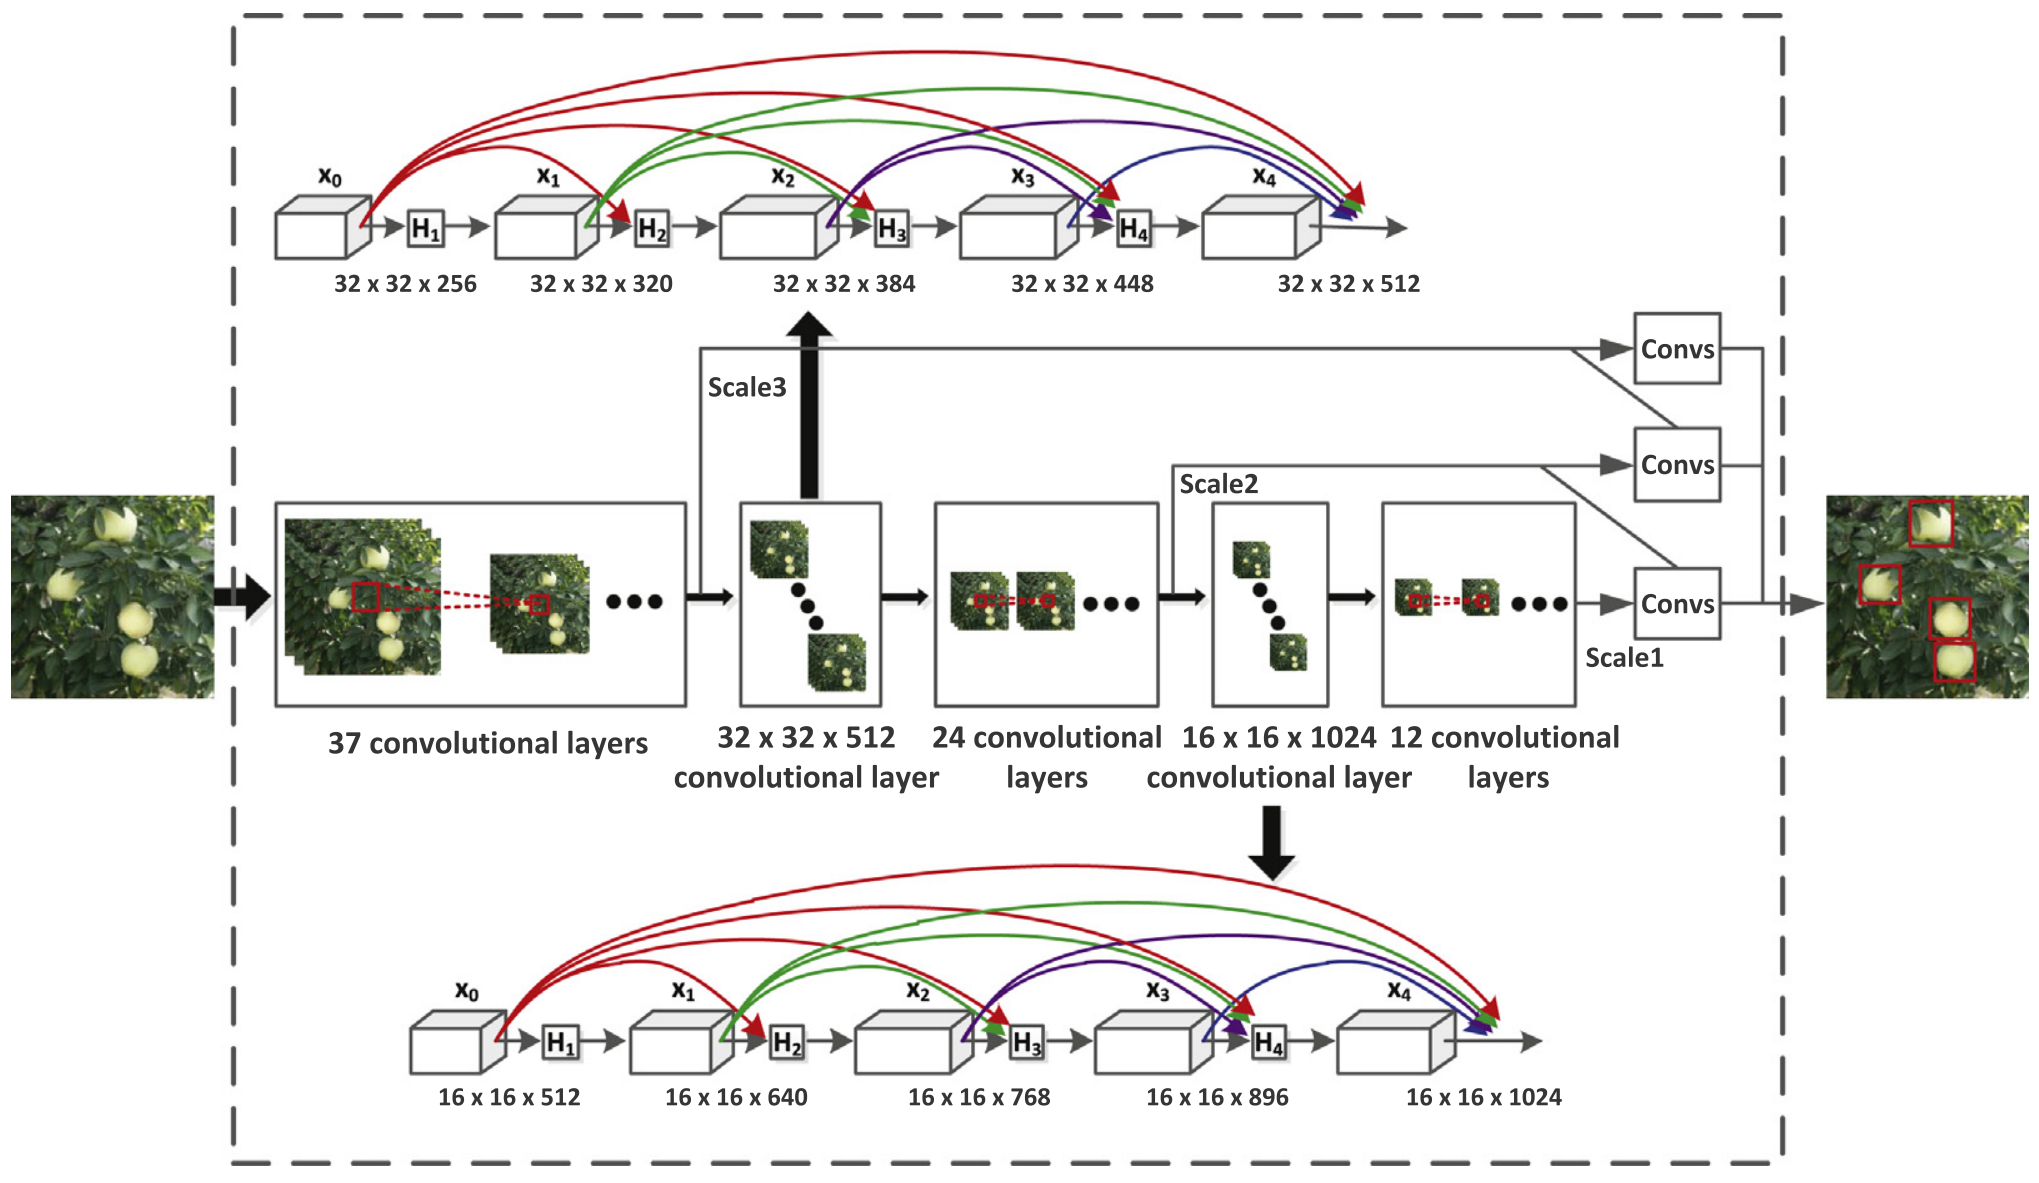 x₀ x₁ x₂ x₃ x₄
H₁ H₂ H₃ H₄
32 x 32 x 256 32 x 32 x 320 32 x 32 x 384 32 x 32 x 448 32 x 32 x 512
Convs
Scale3
Convs
Scale2
Convs
Scale1
37 convolutional layers
32 x 32 x 512
convolutional layer
24 convolutional
layers
16 x 16 x 1024
convolutional layer
12 convolutional
layers
x₀ x₁ x₂ x₃ x₄
H₁ H₂ H₃ H₄
16 x 16 x 512 16 x 16 x 640 16 x 16 x 768 16 x 16 x 896 16 x 16 x 1024